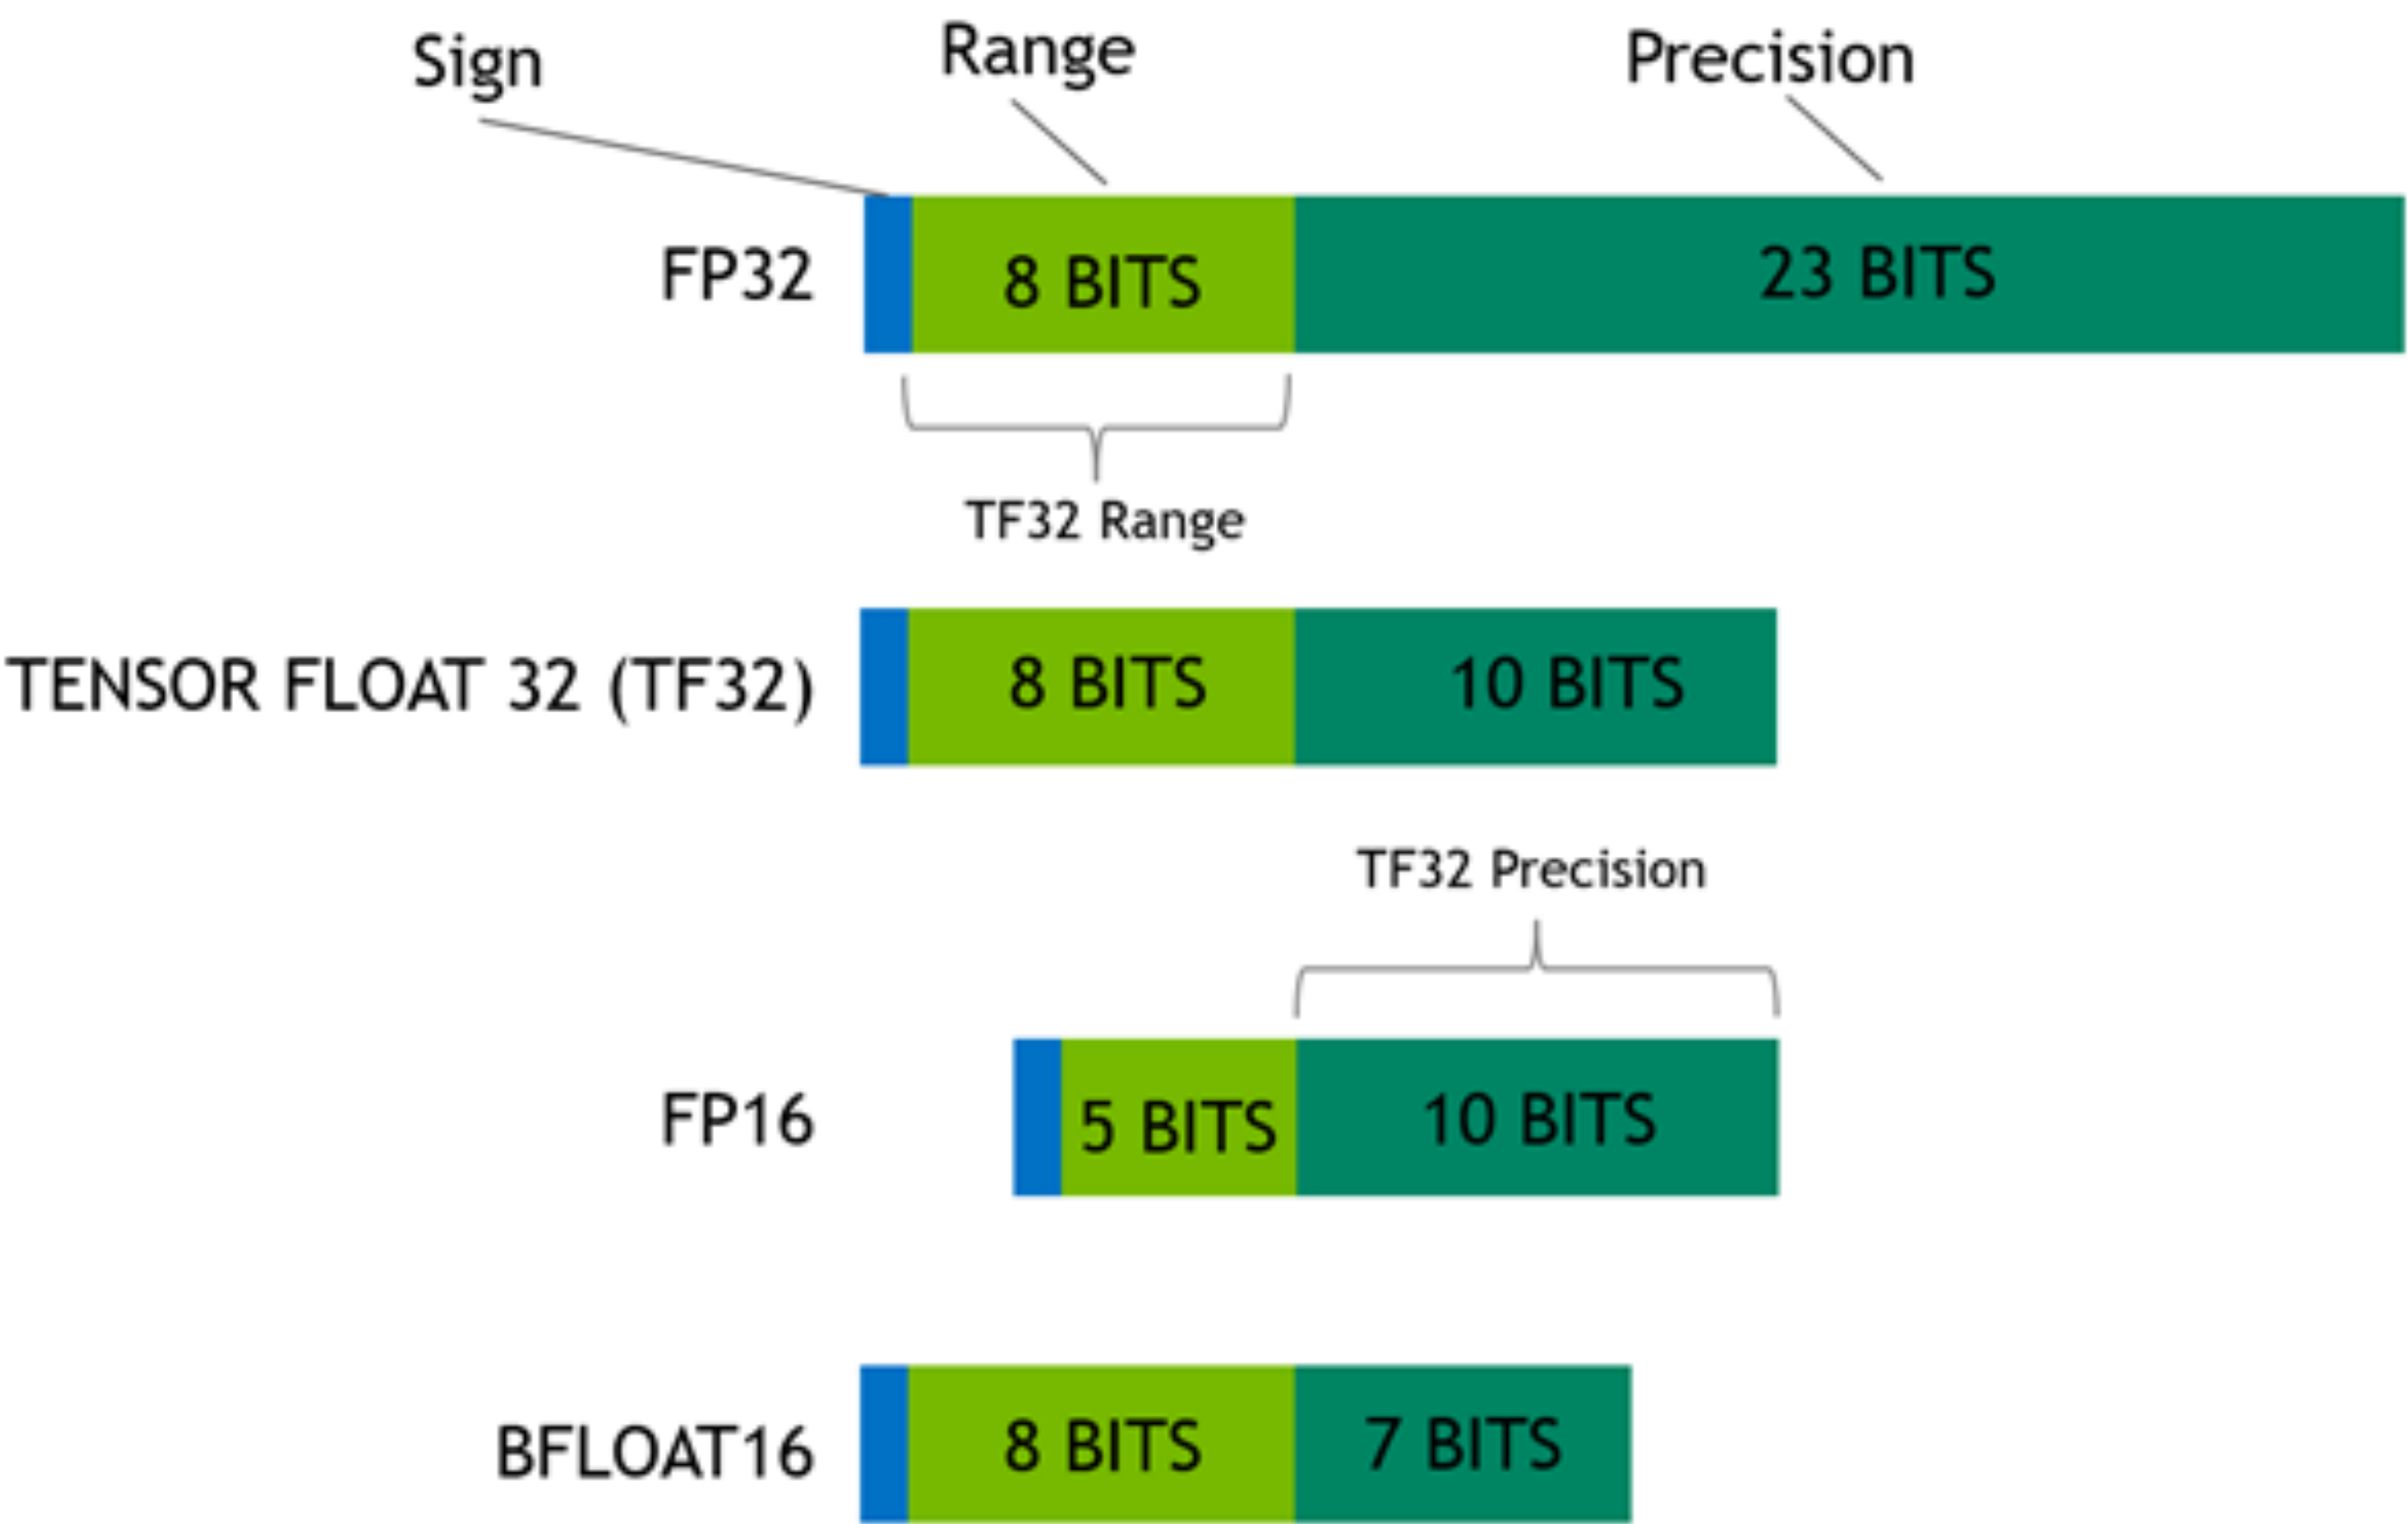 Sign
Range
Precision
FP32
8 BITS
23 BITS
TF32 Range
TENSOR FLOAT 32 (TF32)
8 BITS
10 BITS
TF32 Precision
FP16
5 BITS
10 BITS
BFLOAT16
8 BITS
7 BITS